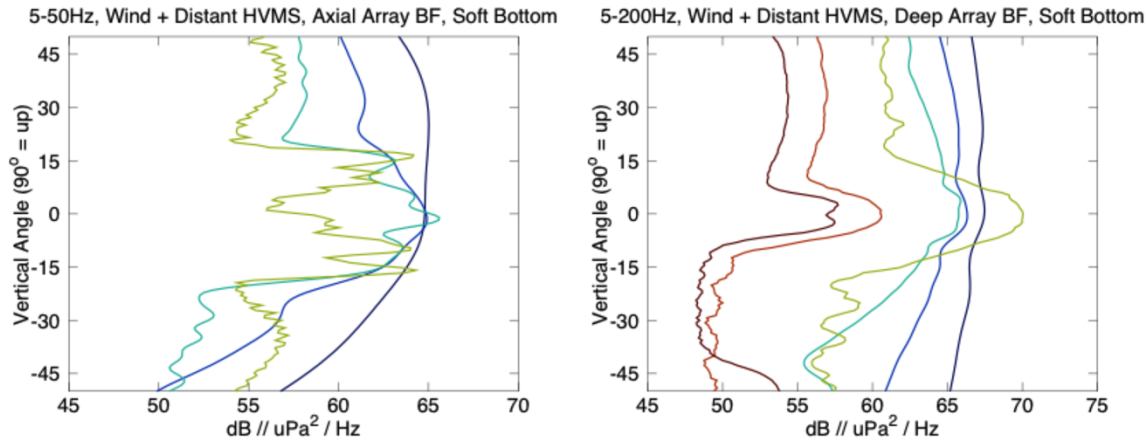 5-50Hz, Wind + Distant HVMS, Axial Array BF, Soft Bottom
Vertical Angle (90° = up)
45
30
15
0
-15
-30
-45
45 50 55 60 65 70
dB // uPa² / Hz
5-200Hz, Wind + Distant HVMS, Deep Array BF, Soft Bottom
Vertical Angle (90° = up)
45
30
15
0
-15
-30
-45
45 50 55 60 65 70 75
dB // uPa² / Hz